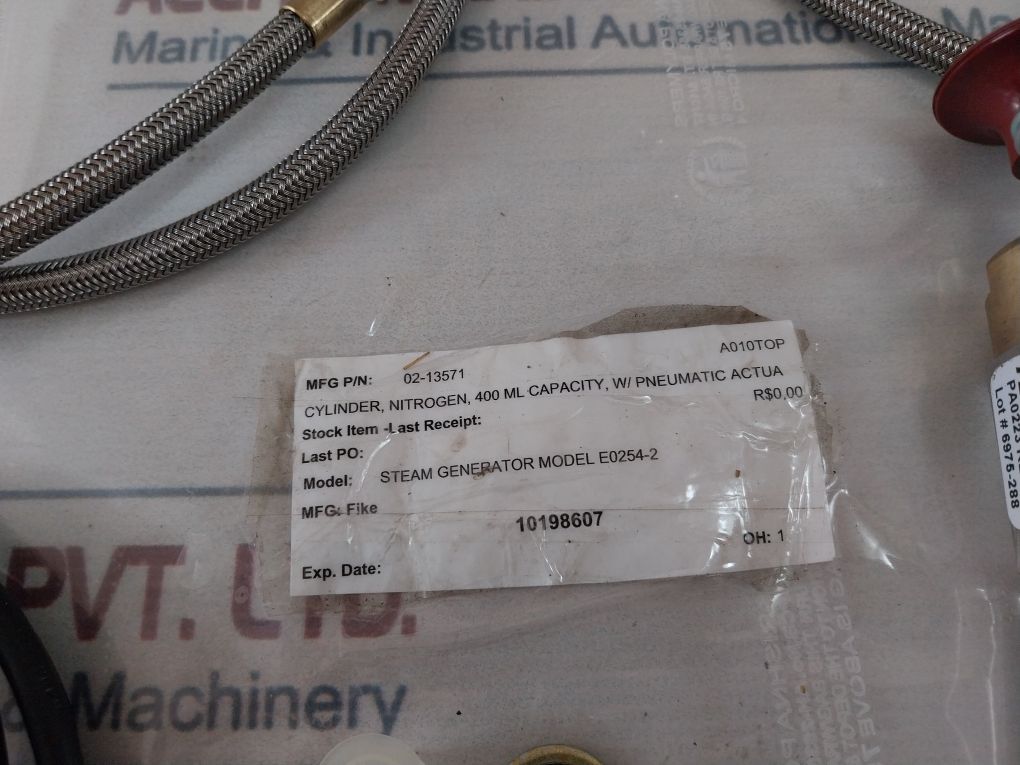 Marine & Industrial Automation
A010TOP
MFG P/N: 02-13571
CYLINDER, NITROGEN, 400 ML CAPACITY, W/ PNEUMATIC ACTUA
Stock Item -Last Receipt: R$0,00
Last PO:
Model: STEAM GENERATOR MODEL E0254-2
MFG: Fike
10198607
OH: 1
Exp. Date:
PA0223
Lot # 6976-288
PVT. LTD.
& Machinery